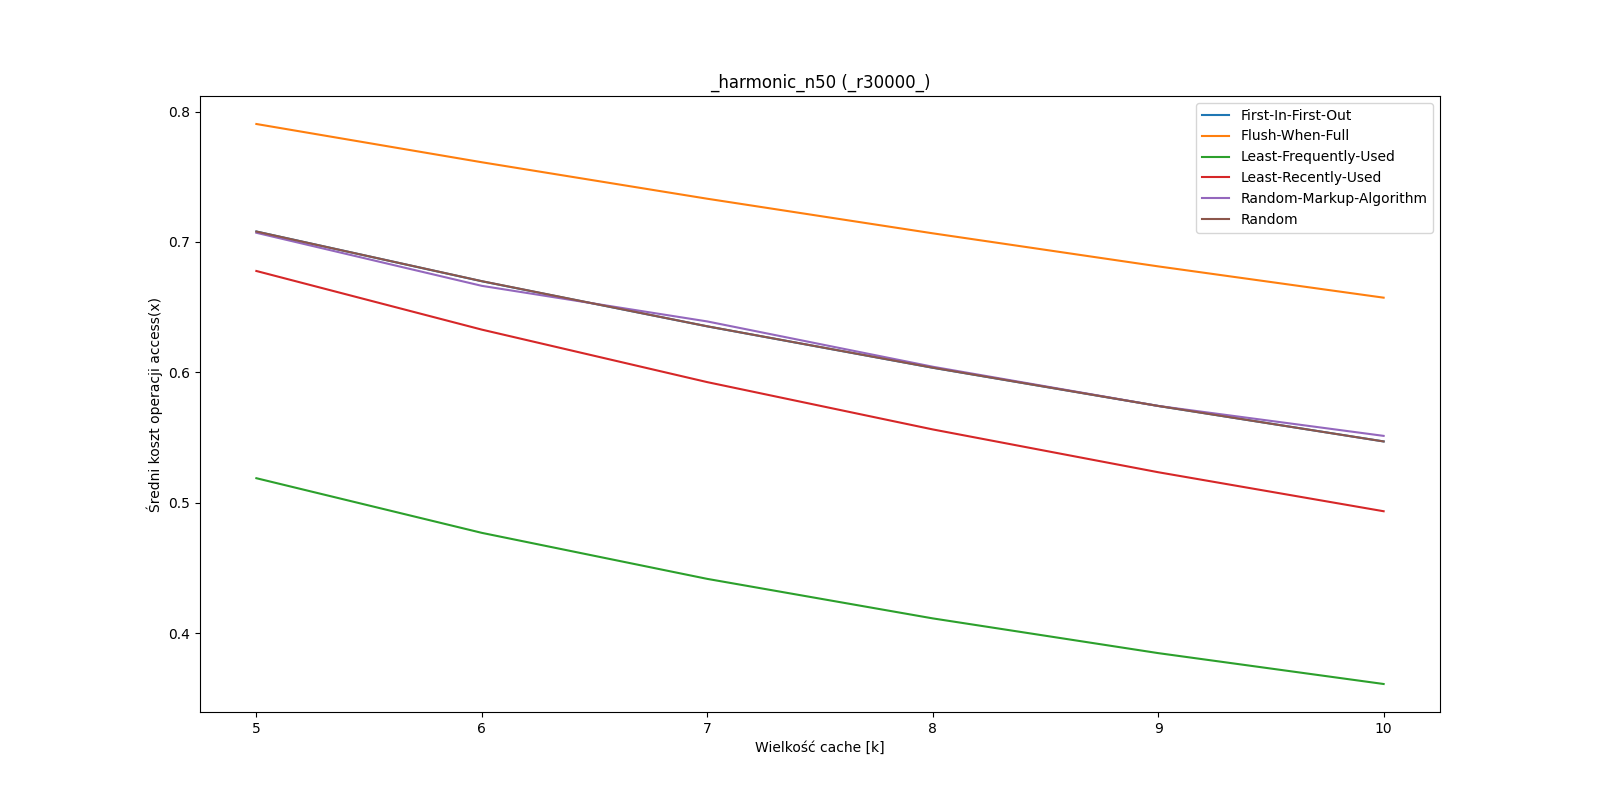 _harmonic_n50 (_r30000_)
First-In-First-Out
Flush-When-Full
Least-Frequently-Used
Least-Recently-Used
Random-Markup-Algorithm
Random
Średni koszt operacji access(x)
0.8
0.7
0.6
0.5
0.4
5 6 7 8 9 10
Wielkość cache [k]